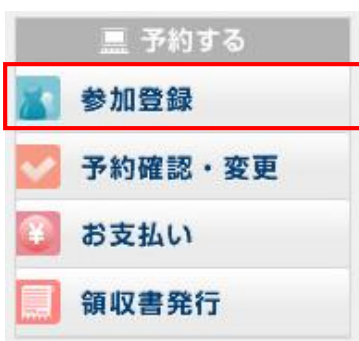 予約する
参加登録
予約確認・変更
お支払い
領収書発行